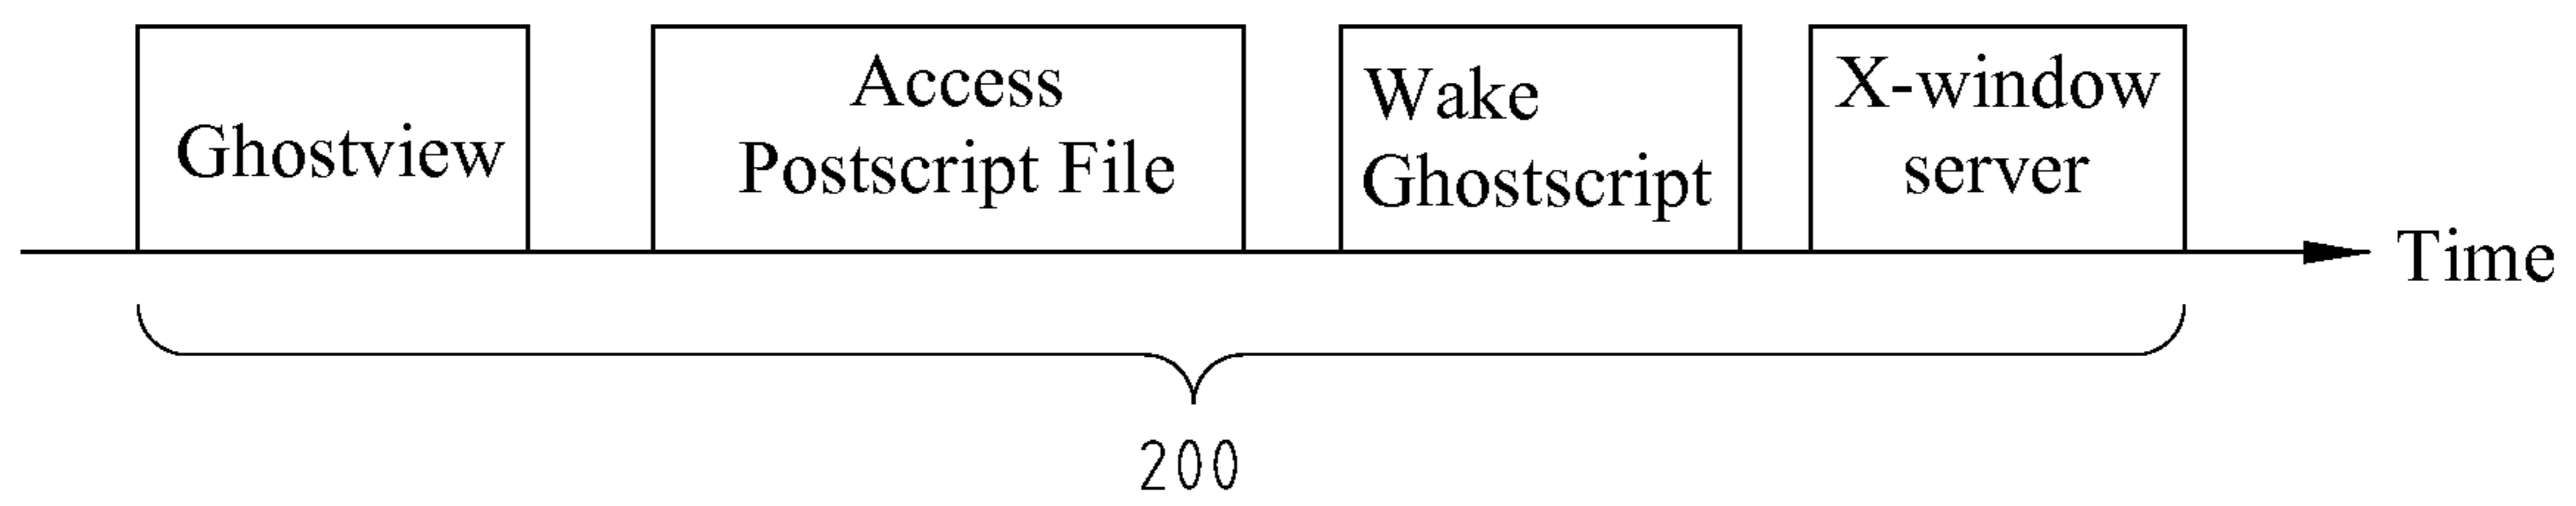 Ghostview
Access
Postscript File
Wake
Ghostscript
X-window
server
Time
200